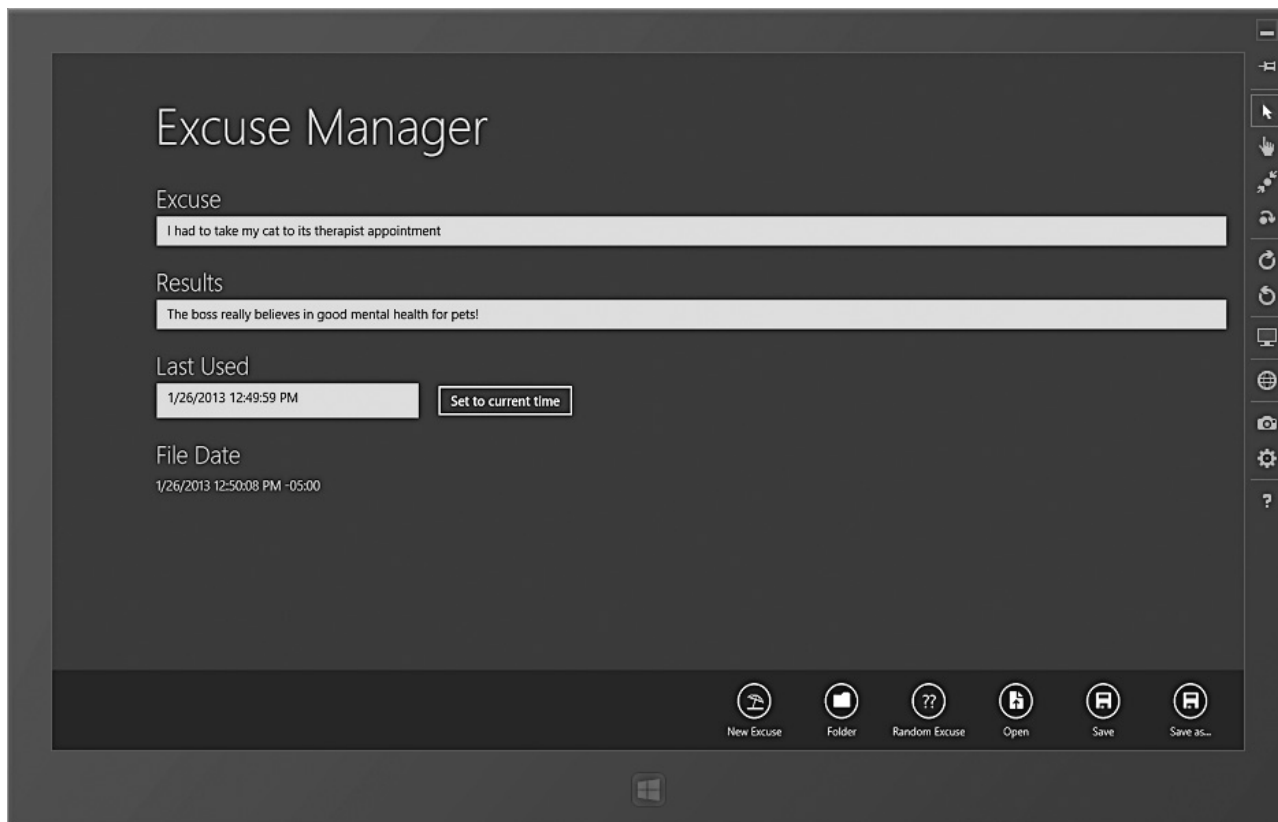 Excuse Manager
Excuse
I had to take my cat to its therapist appointment
Results
The boss really believes in good mental health for pets!
Last Used
1/26/2013 12:49:59 PM
Set to current time
File Date
1/26/2013 12:50:08 PM -05:00
??
New Excuse
Folder
Random Excuse
Open
Save
Save as...
?